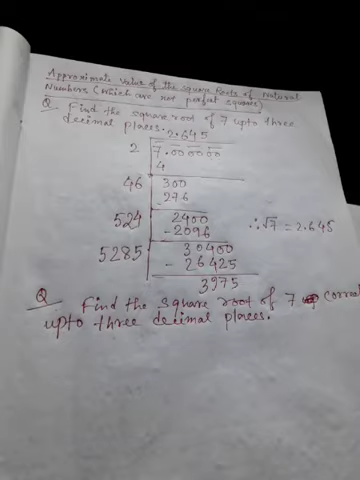 Approximate value of the square Roots of Natural
Numbers (which are not perfect squares)
Q. Find the square root of 7 upto three
decimal places.
2.645
2 7.00 00 00
4
46 300
-276
524 2400
-2096 ∴ √7 = 2.645
5285 30400
- 26425
3975
Q Find the square root of 7 correc
upto three decimal places.